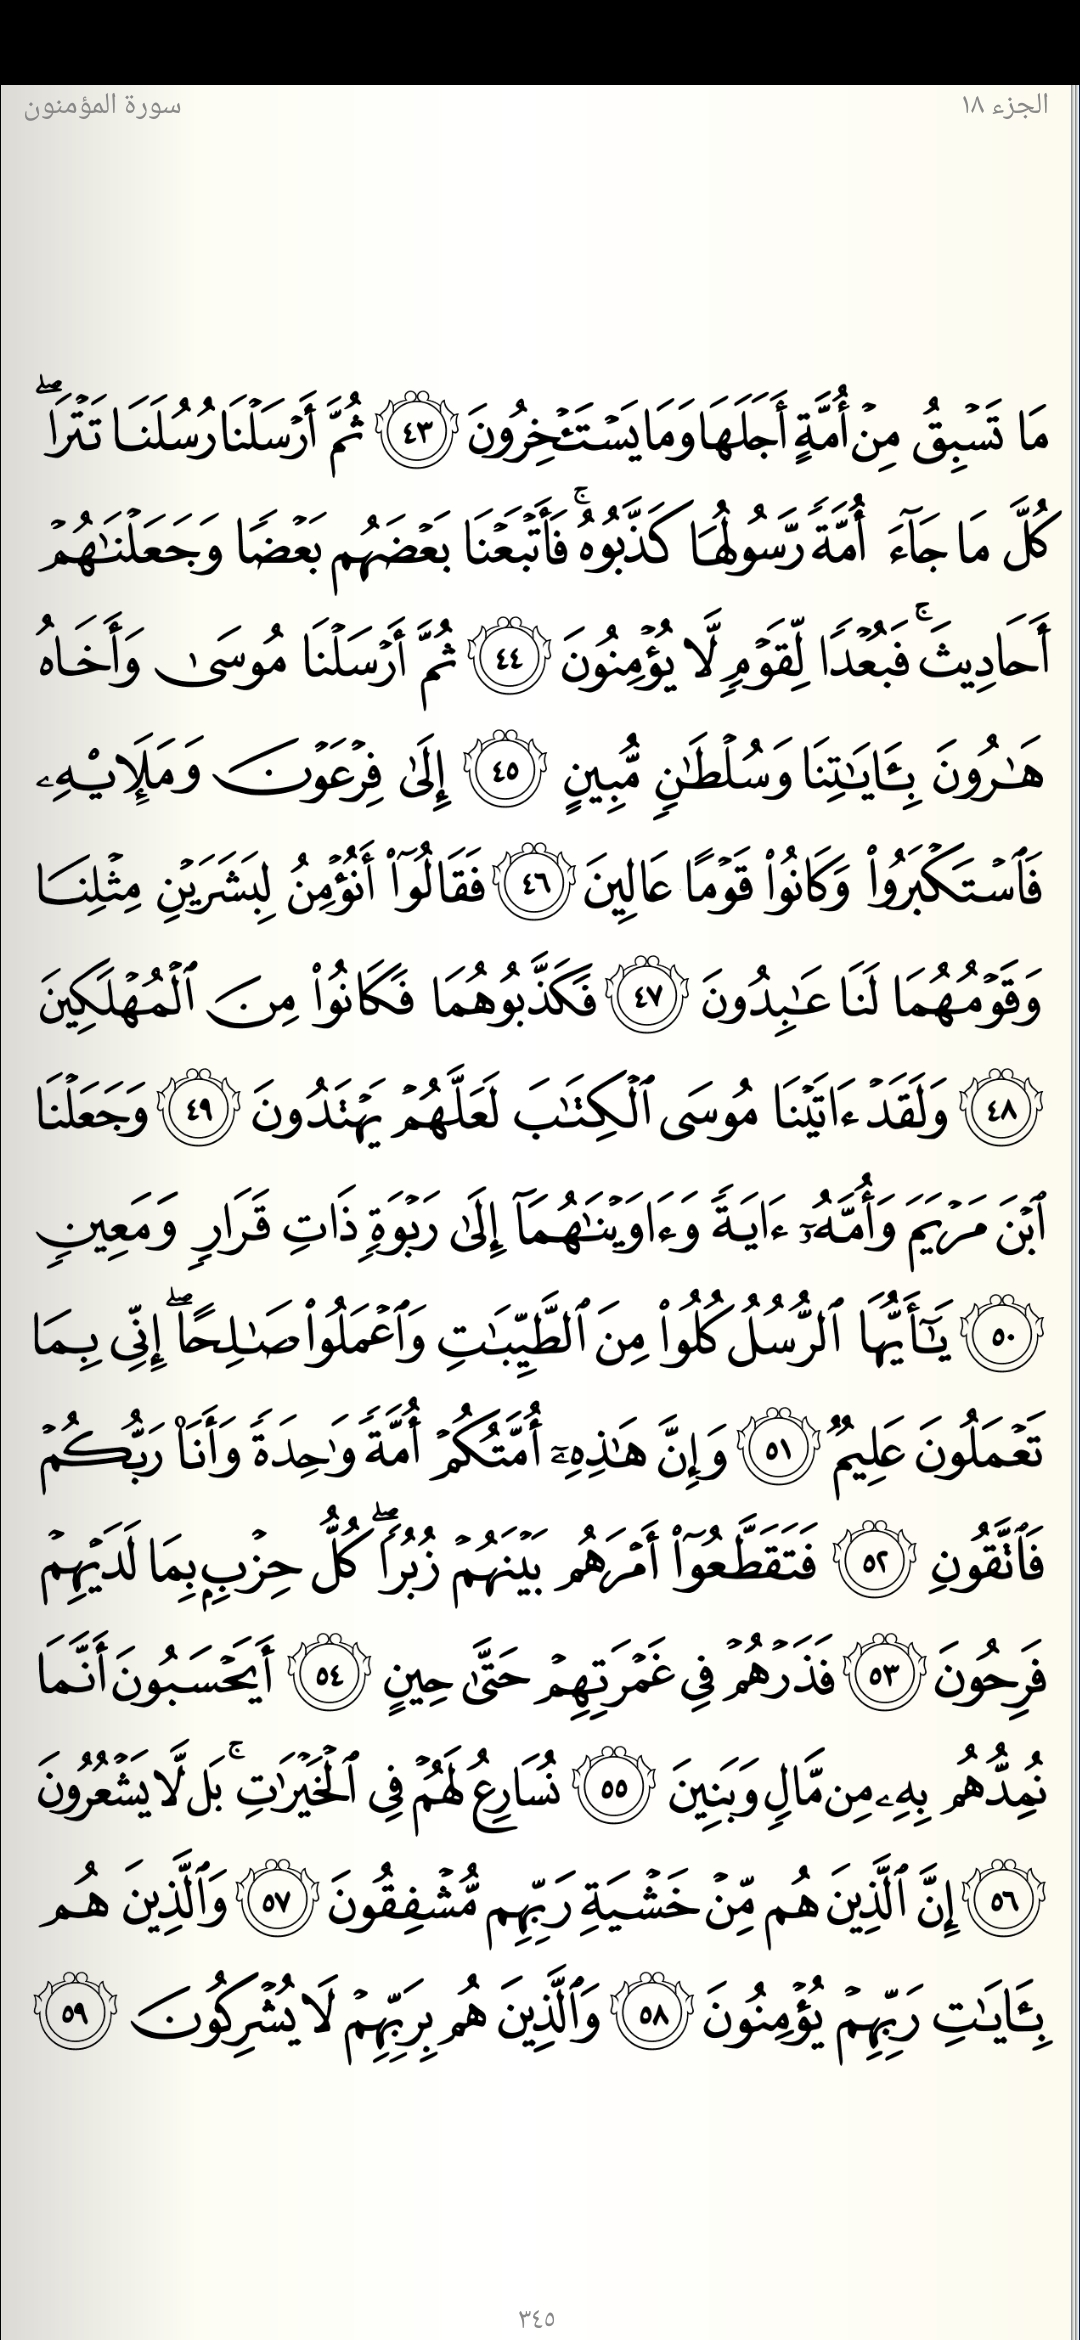 الجزء ١٨
سورة المؤمنون
مَا تَسۡبِقُ مِنۡ أُمَّةٍ أَجَلَهَا وَمَا يَسۡتَـٔۡخِرُونَ ٤٣ ثُمَّ أَرۡسَلۡنَا رُسُلَنَا تَتۡرَاۖ
كُلَّ مَا جَآءَ أُمَّةٗ رَّسُولُهَا كَذَّبُوهُۚ فَأَتۡبَعۡنَا بَعۡضَهُم بَعۡضٗا وَجَعَلۡنَٰهُمۡ
أَحَادِيثَۚ فَبُعۡدٗا لِّقَوۡمٖ لَّا يُؤۡمِنُونَ ٤٤ ثُمَّ أَرۡسَلۡنَا مُوسَىٰ وَأَخَاهُ
هَٰرُونَ بِـَٔايَٰتِنَا وَسُلۡطَٰنٖ مُّبِينٍ ٤٥ إِلَىٰ فِرۡعَوۡنَ وَمَلَإِيْهِۦ
فَٱسۡتَكۡبَرُواْ وَكَانُواْ قَوۡمًا عَالِينَ ٤٦ فَقَالُوٓاْ أَنُؤۡمِنُ لِبَشَرَيۡنِ مِثۡلِنَا
وَقَوۡمُهُمَا لَنَا عَٰبِدُونَ ٤٧ فَكَذَّبُوهُمَا فَكَانُواْ مِنَ ٱلۡمُهۡلَكِينَ
٤٨ وَلَقَدۡ ءَاتَيۡنَا مُوسَى ٱلۡكِتَٰبَ لَعَلَّهُمۡ يَهۡتَدُونَ ٤٩ وَجَعَلۡنَا
ٱبۡنَ مَرۡيَمَ وَأُمَّهُۥٓ ءَايَةٗ وَءَاوَيۡنَٰهُمَآ إِلَىٰ رَبۡوَةٖ ذَاتِ قَرَارٖ وَمَعِينٖ
٥٠ يَٰٓأَيُّهَا ٱلرُّسُلُ كُلُواْ مِنَ ٱلطَّيِّبَٰتِ وَٱعۡمَلُواْ صَٰلِحًاۖ إِنِّي بِمَا
تَعۡمَلُونَ عَلِيمٞ ٥١ وَإِنَّ هَٰذِهِۦٓ أُمَّتُكُمۡ أُمَّةٗ وَٰحِدَةٗ وَأَنَا۠ رَبُّكُمۡ
فَٱتَّقُونِ ٥٢ فَتَقَطَّعُوٓاْ أَمۡرَهُم بَيۡنَهُمۡ زُبُرٗاۖ كُلُّ حِزۡبِۭ بِمَا لَدَيۡهِمۡ
فَرِحُونَ ٥٣ فَذَرۡهُمۡ فِي غَمۡرَتِهِمۡ حَتَّىٰ حِينٍ ٥٤ أَيَحۡسَبُونَ أَنَّمَا
نُمِدُّهُم بِهِۦ مِن مَّالٖ وَبَنِينَ ٥٥ نُسَارِعُ لَهُمۡ فِي ٱلۡخَيۡرَٰتِۚ بَل لَّا يَشۡعُرُونَ
٥٦ إِنَّ ٱلَّذِينَ هُم مِّنۡ خَشۡيَةِ رَبِّهِم مُّشۡفِقُونَ ٥٧ وَٱلَّذِينَ هُم
بِـَٔايَٰتِ رَبِّهِمۡ يُؤۡمِنُونَ ٥٨ وَٱلَّذِينَ هُم بِرَبِّهِمۡ لَا يُشۡرِكُونَ ٥٩
٣٤٥